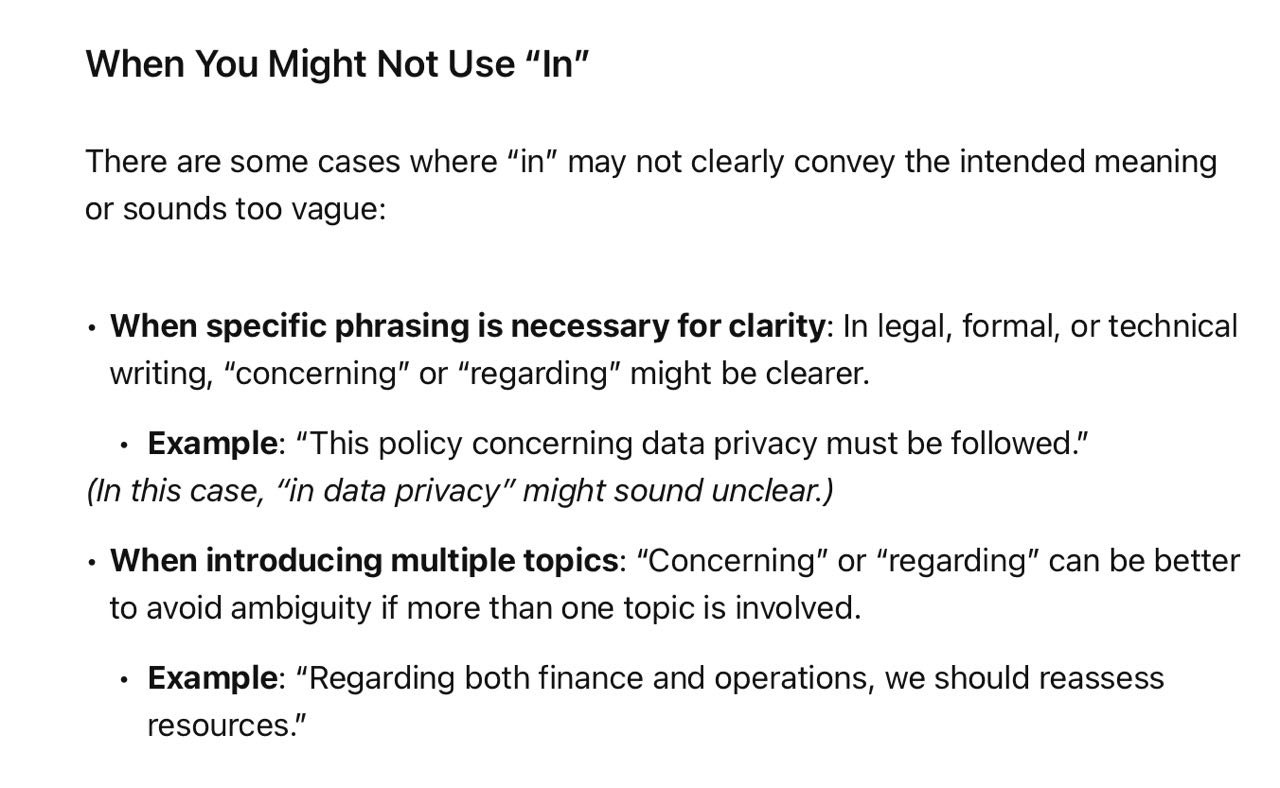 When You Might Not Use “In”
There are some cases where “in” may not clearly convey the intended meaning
or sounds too vague:
• When specific phrasing is necessary for clarity: In legal, formal, or technical
writing, “concerning” or “regarding” might be clearer.
• Example: “This policy concerning data privacy must be followed.”
(In this case, “in data privacy” might sound unclear.)
• When introducing multiple topics: “Concerning” or “regarding” can be better
to avoid ambiguity if more than one topic is involved.
• Example: “Regarding both finance and operations, we should reassess
resources.”